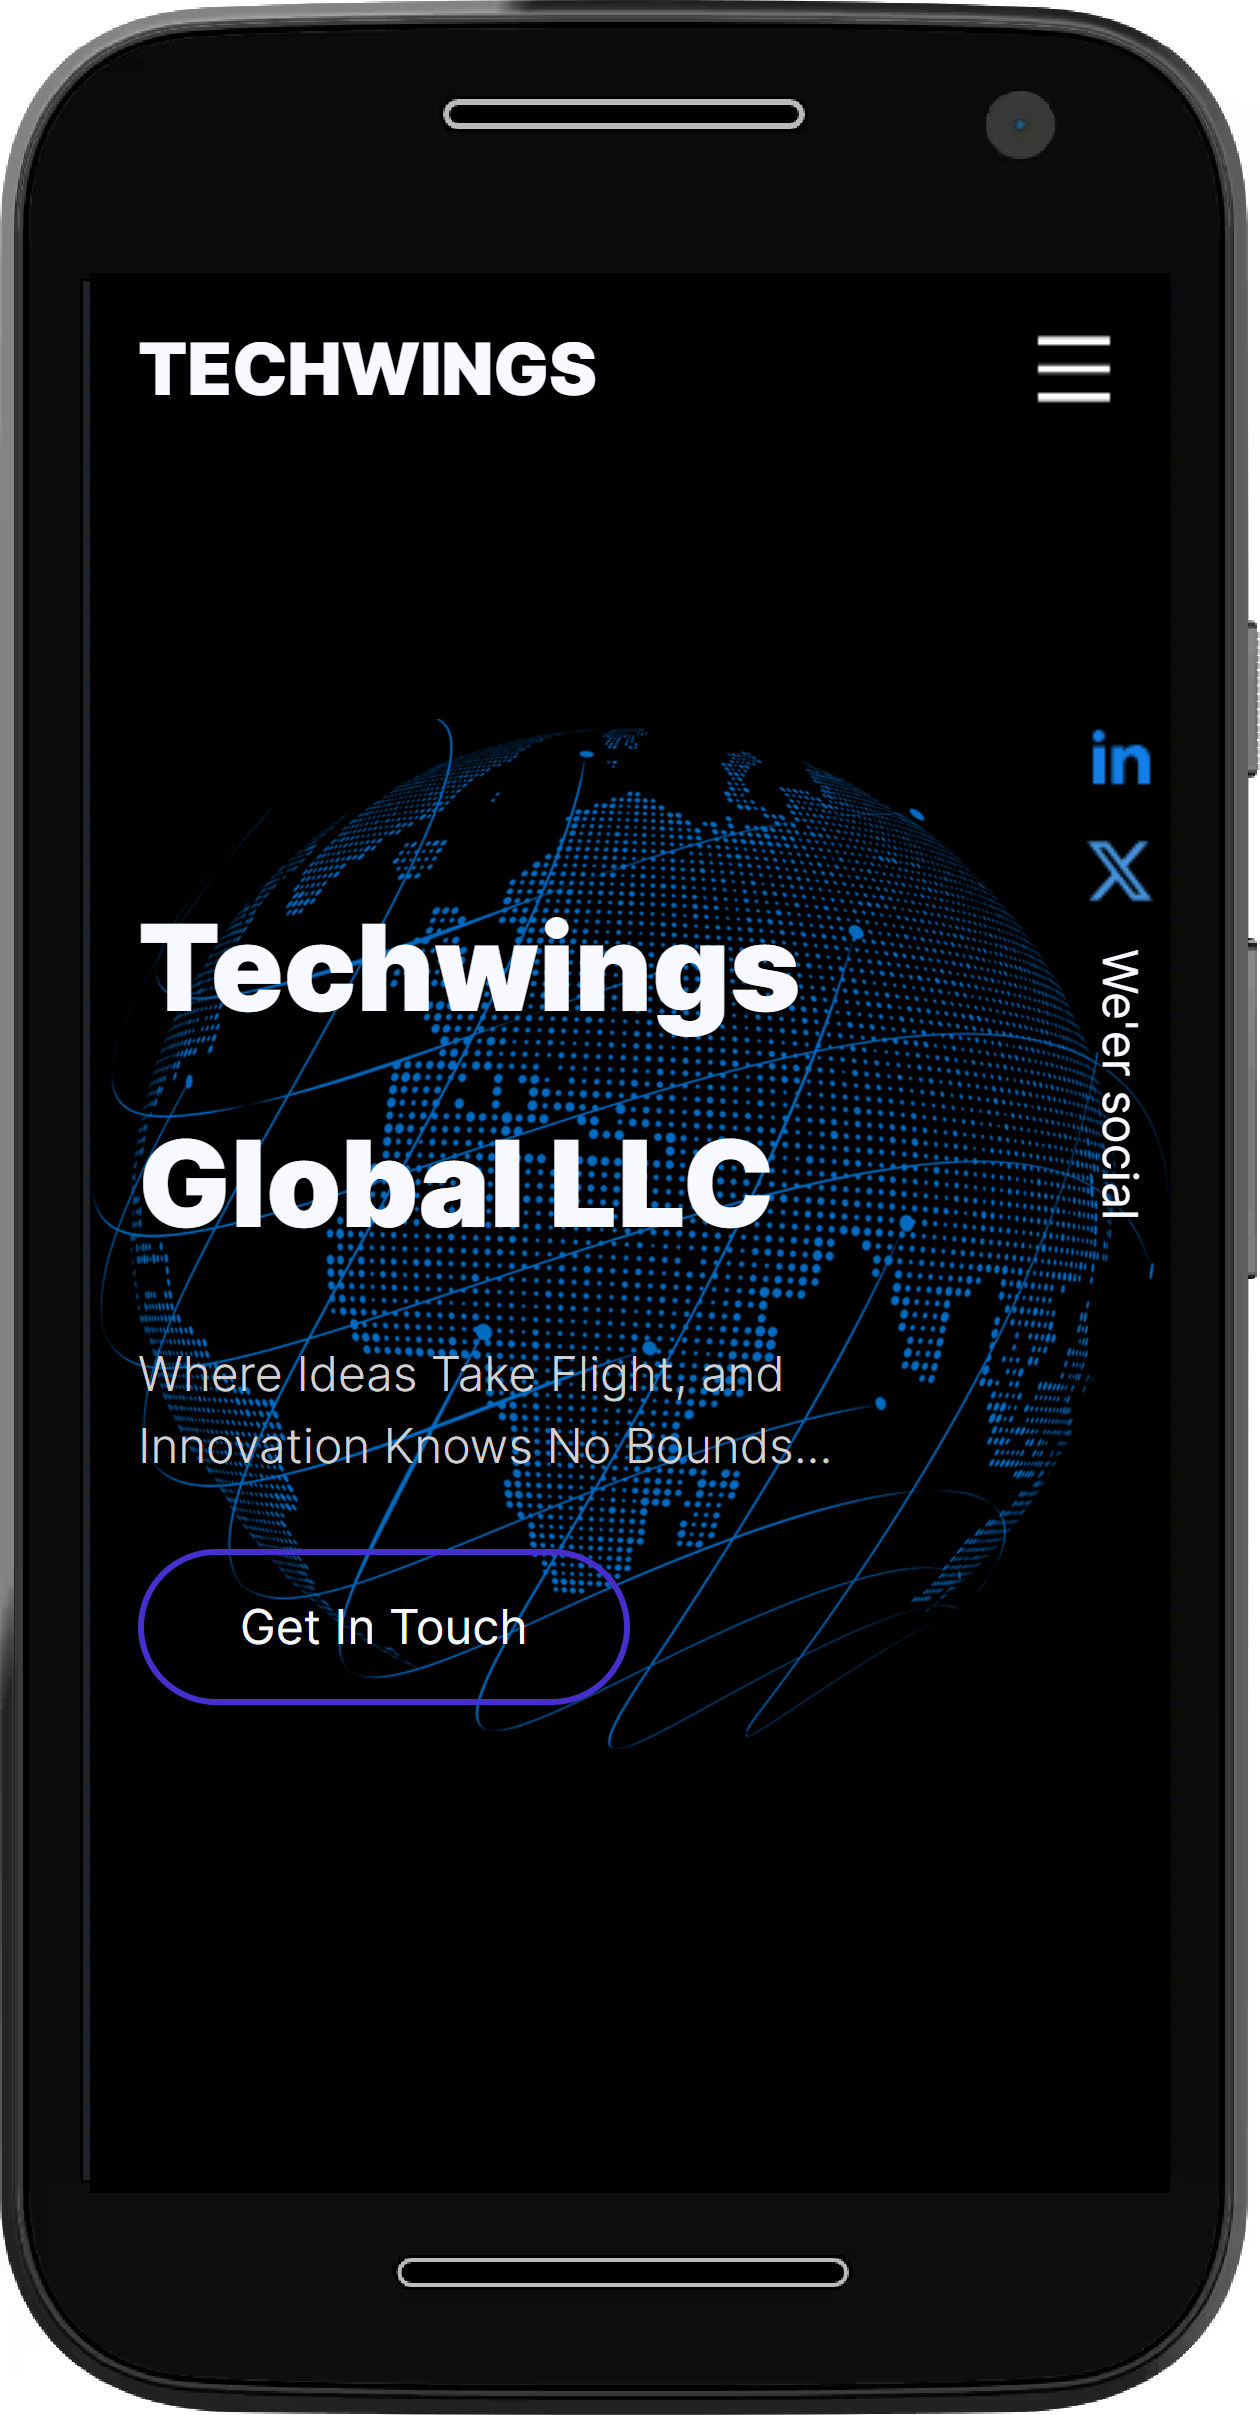 TECHWINGS
in
X
We'er social
Techwings
Global LLC
Where Ideas Take Flight, and
Innovation Knows No Bounds...
Get In Touch